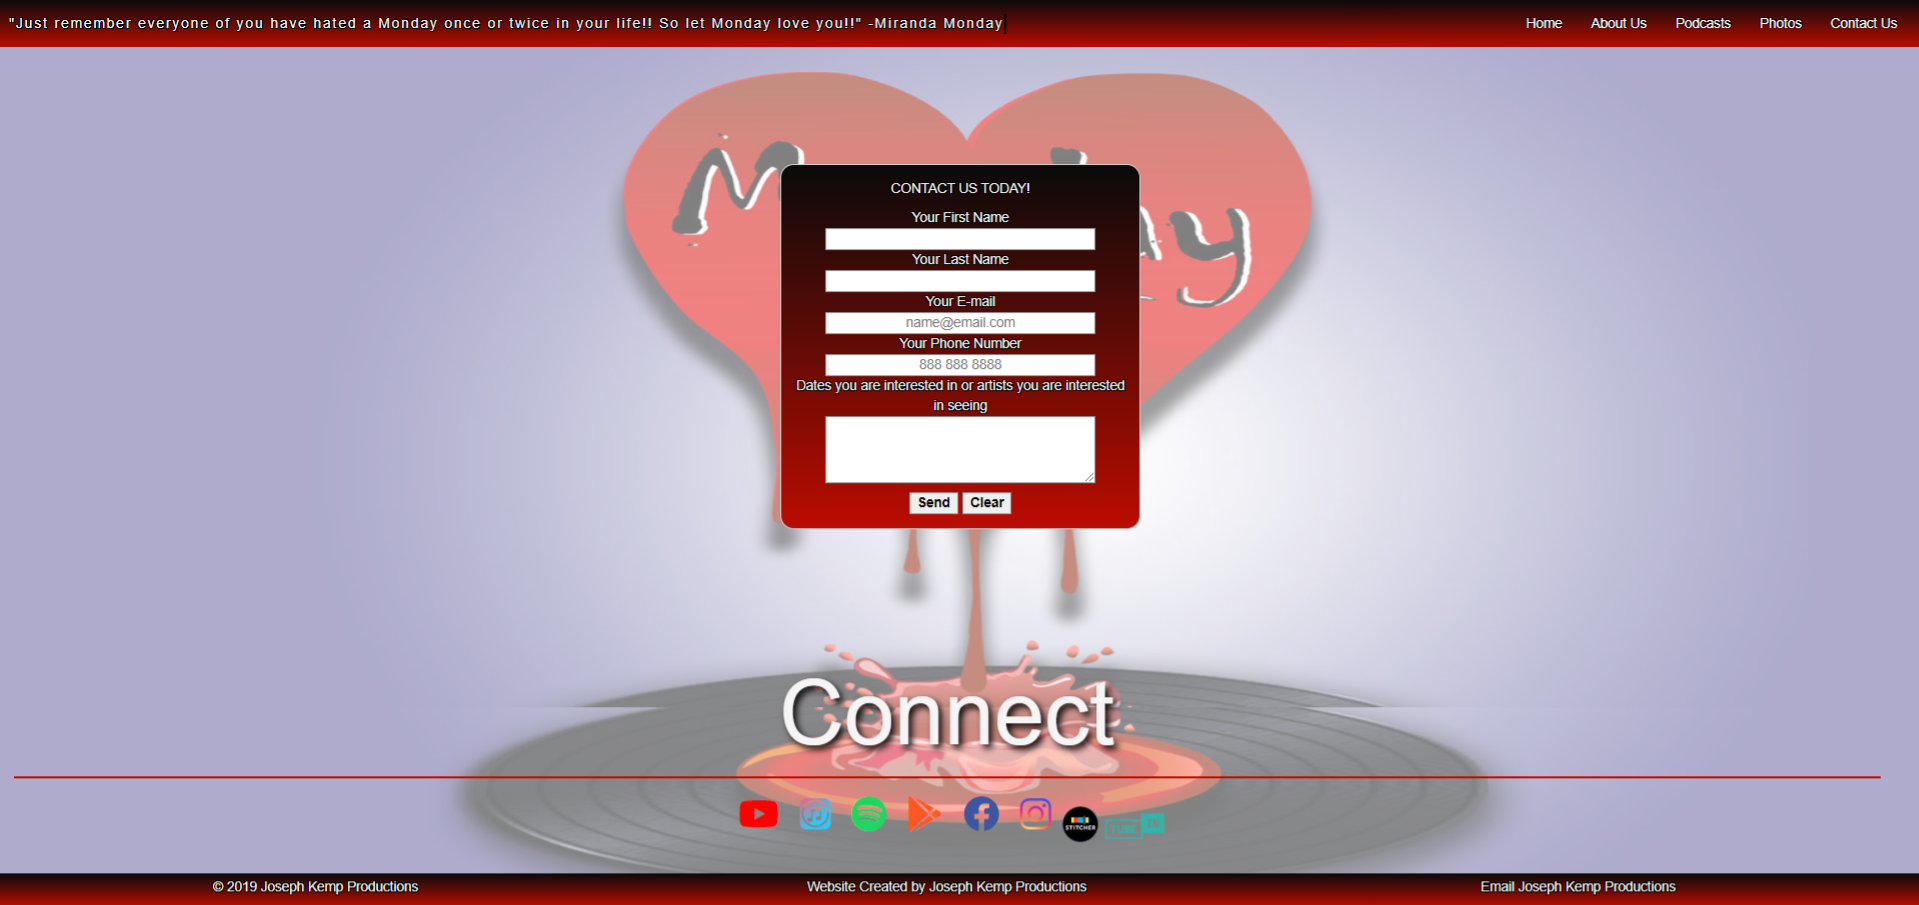 "Just remember everyone of you have hated a Monday once or twice in your life!! So let Monday love you!!" -Miranda Monday
Home About Us Podcasts Photos Contact Us
CONTACT US TODAY!
Your First Name
Your Last Name
Your E-mail
name@email.com
Your Phone Number
888 888 8888
Dates you are interested in or artists you are interested
in seeing
Send Clear
Connect
STITCHER TUNE IN
© 2019 Joseph Kemp Productions Website Created by Joseph Kemp Productions Email Joseph Kemp Productions